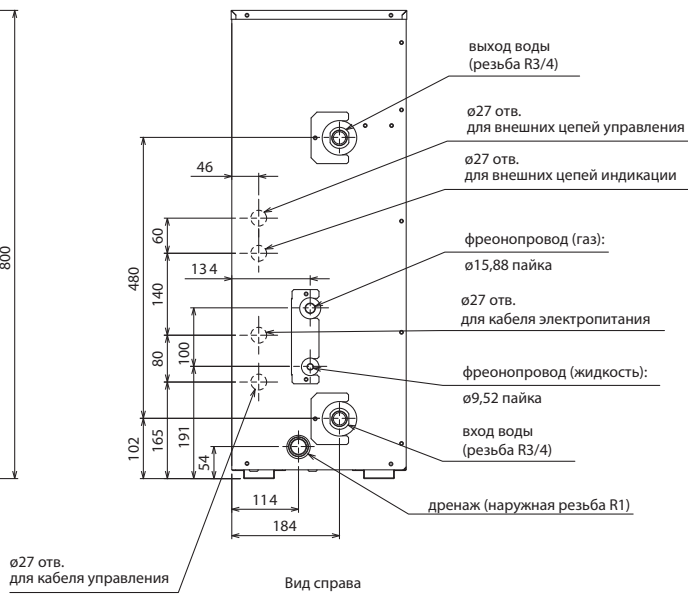 выход воды
(резьба R3/4)
ø27 отв.
для внешних цепей управления
ø27 отв.
для внешних цепей индикации
46
60
134
фреонопровод (газ):
ø15,88 пайка
800
480
140
100
ø27 отв.
для кабеля электропитания
80
фреонопровод (жидкость):
ø9,52 пайка
102
165
191
54
вход воды
(резьба R3/4)
114
184
дренаж (наружная резьба R1)
ø27 отв.
для кабеля управления
Вид справа